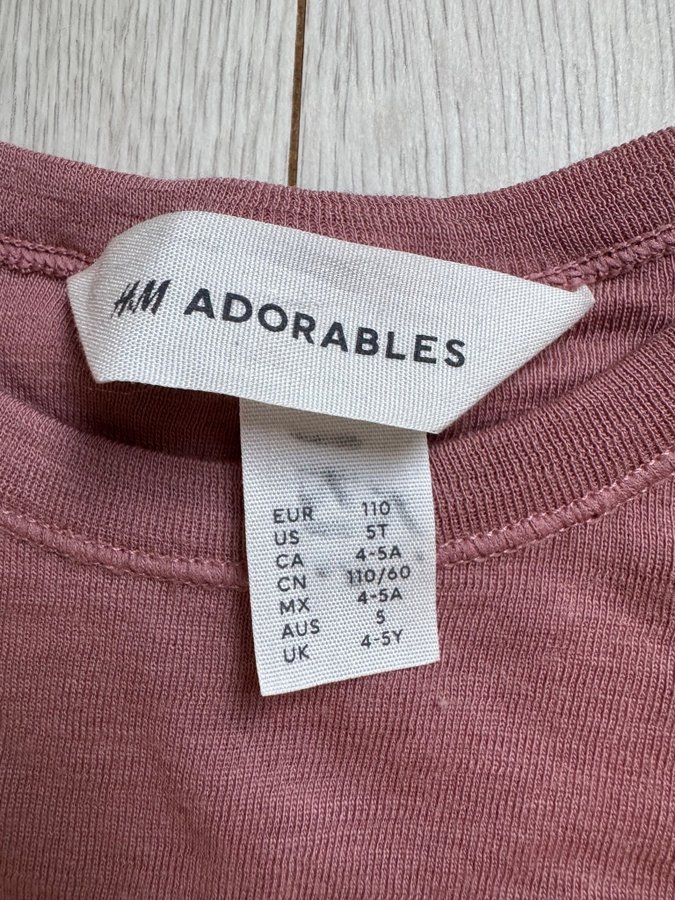 H&M ADORABLES
EUR 110
US 5T
CA 4-5A
CN 110/60
MX 4-5A
AUS 5
UK 4-5Y